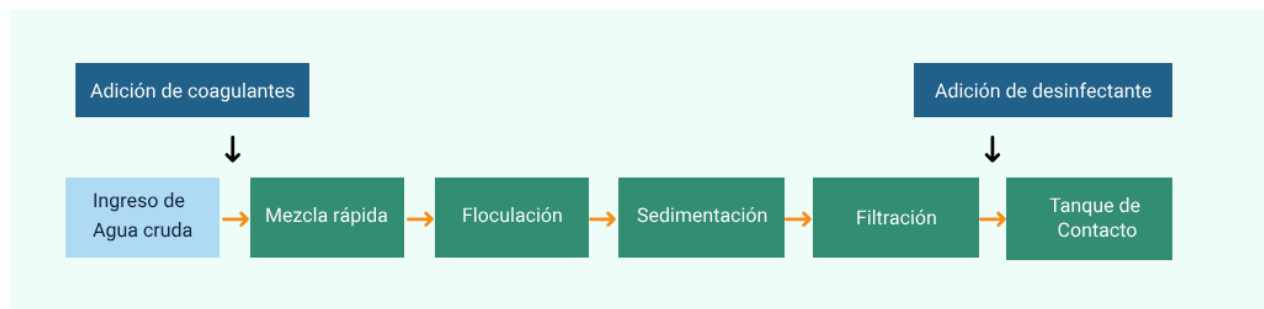 Adición de coagulantes
Adición de desinfectante
Ingreso de
Agua cruda
Mezcla rápida
Floculación
Sedimentación
Filtración
Tanque de
Contacto